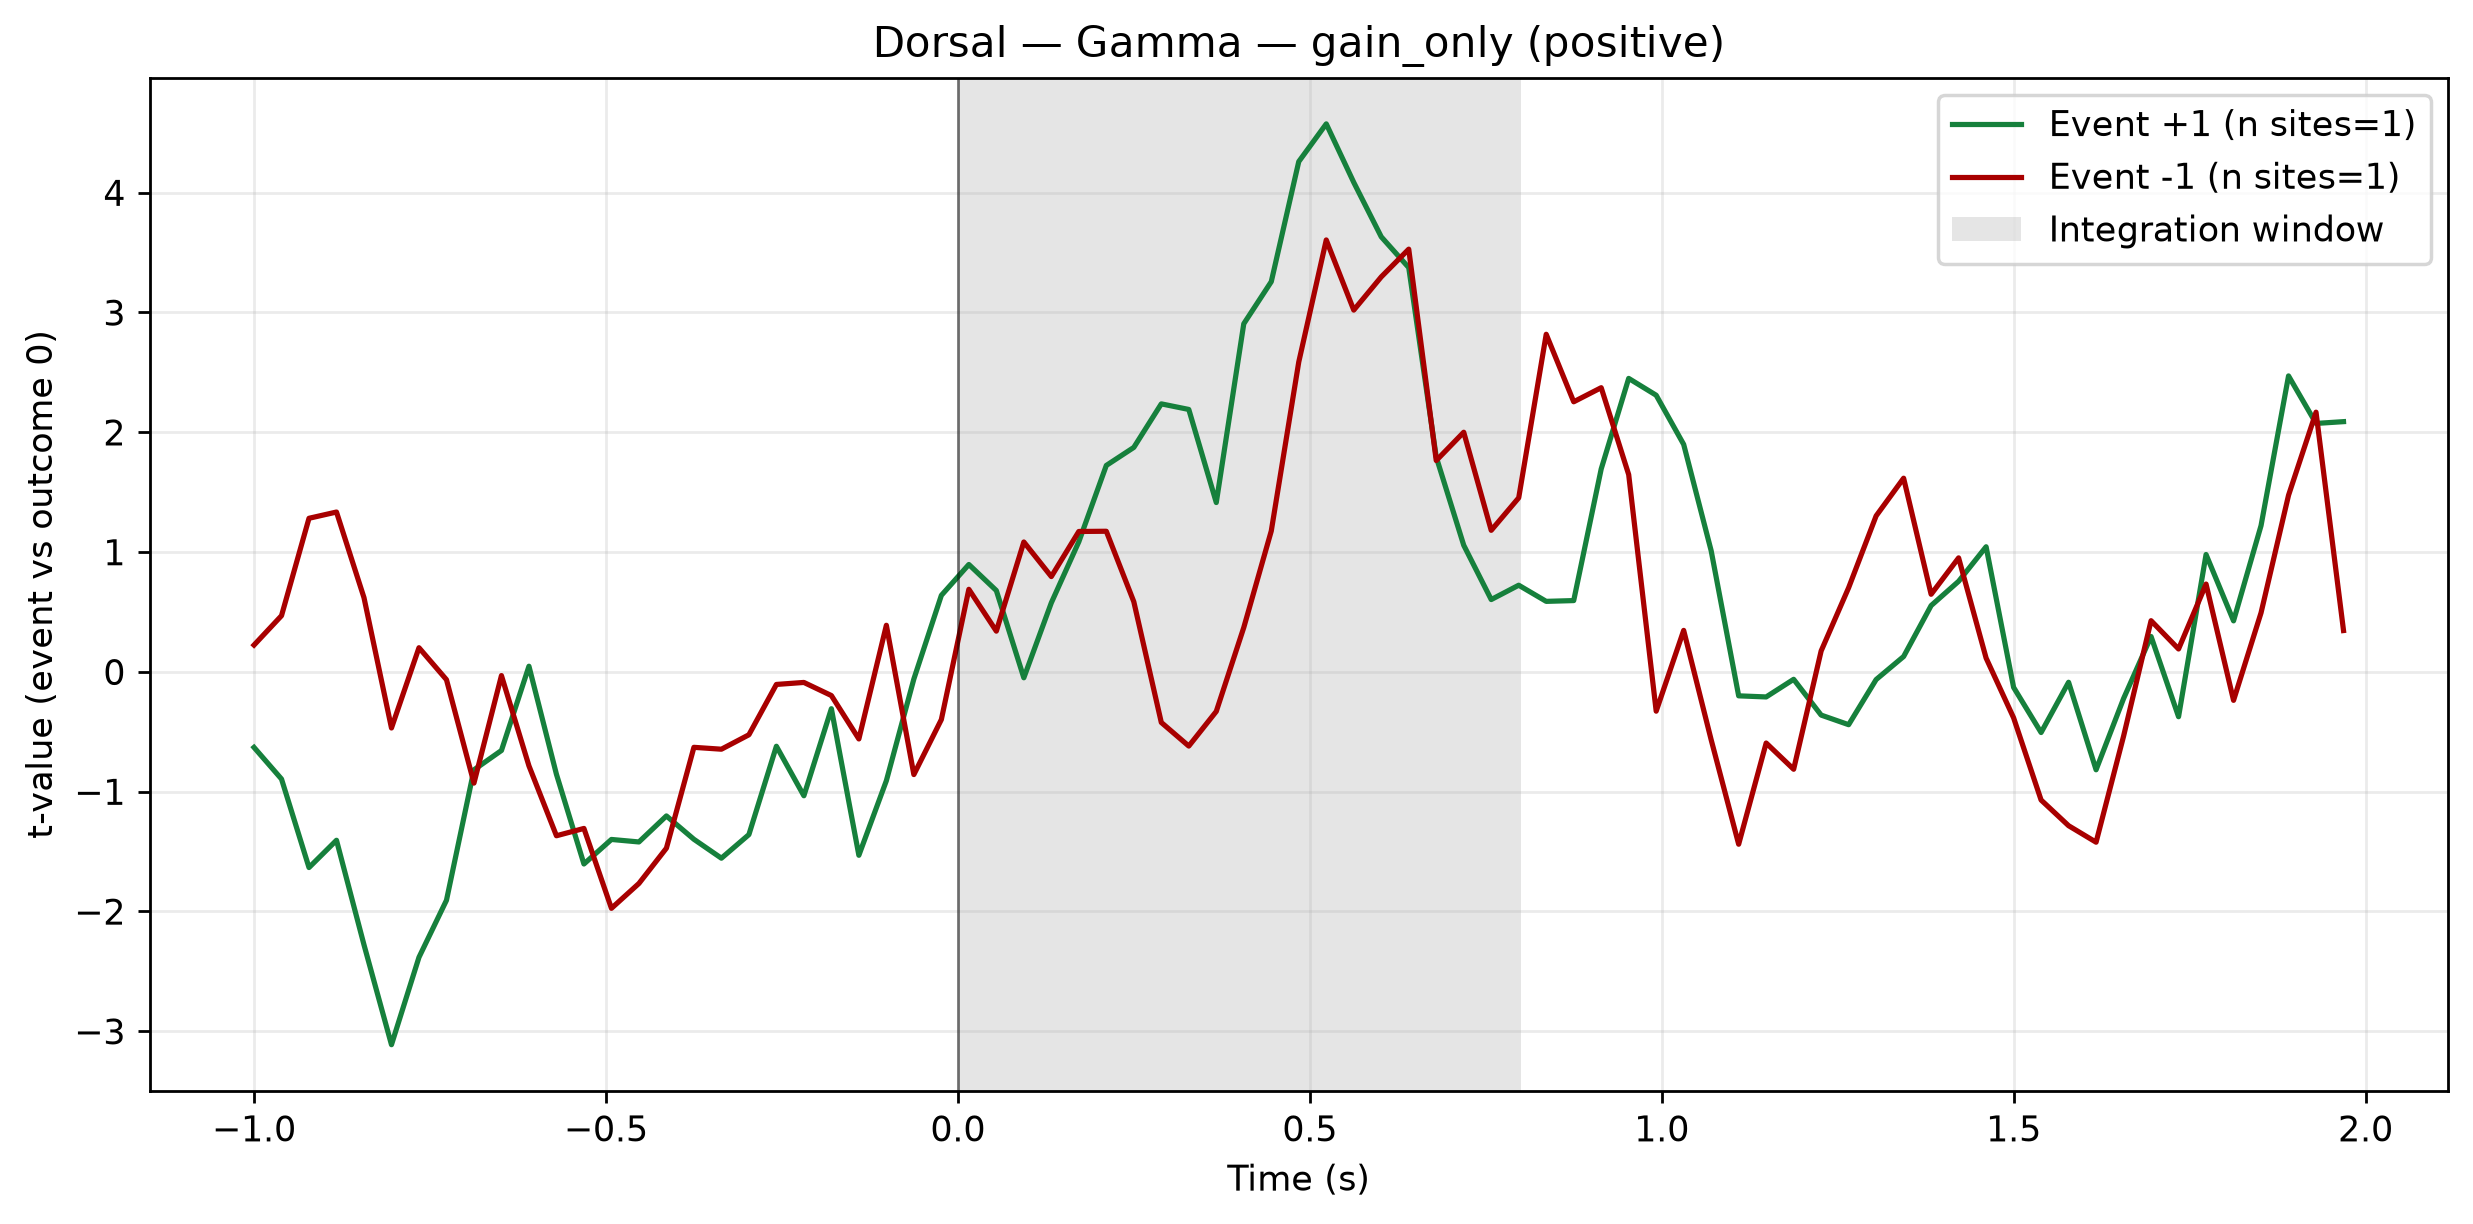 Dorsal — Gamma — gain_only (positive)
Event +1 (n sites=1)
Event -1 (n sites=1)
Integration window
t-value (event vs outcome 0)
4
3
2
1
0
−1
−2
−3
−1.0
−0.5
0.0
0.5
1.0
1.5
2.0
Time (s)